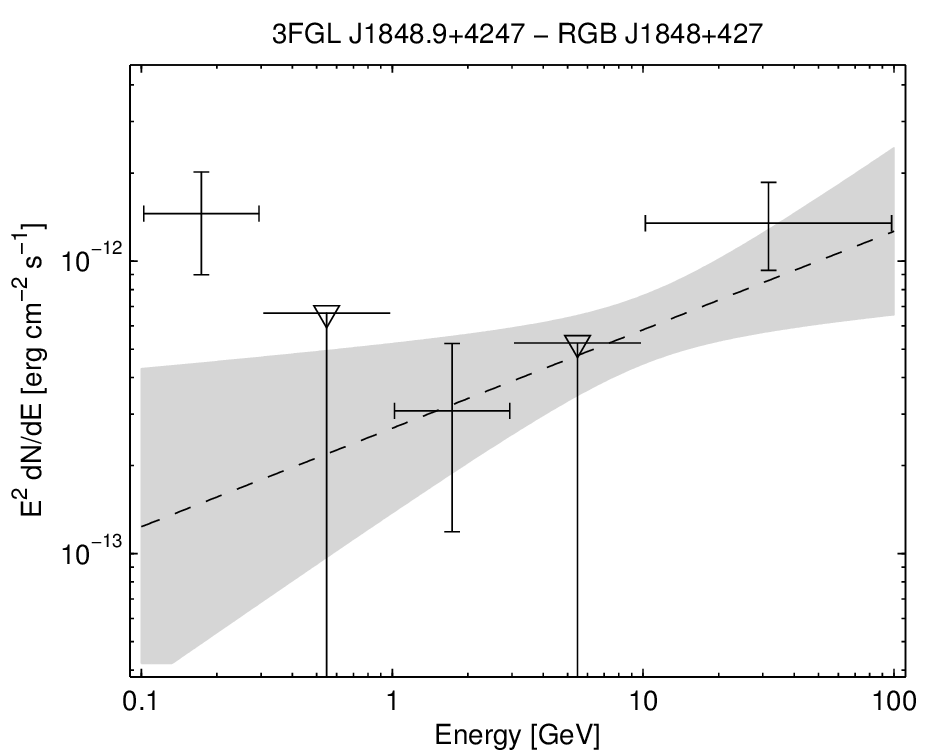 3FGL J1848.9+4247 − RGB J1848+427
E² dN/dE [erg cm⁻² s⁻¹]
10⁻¹²
10⁻¹³
0.1 1 10 100
Energy [GeV]